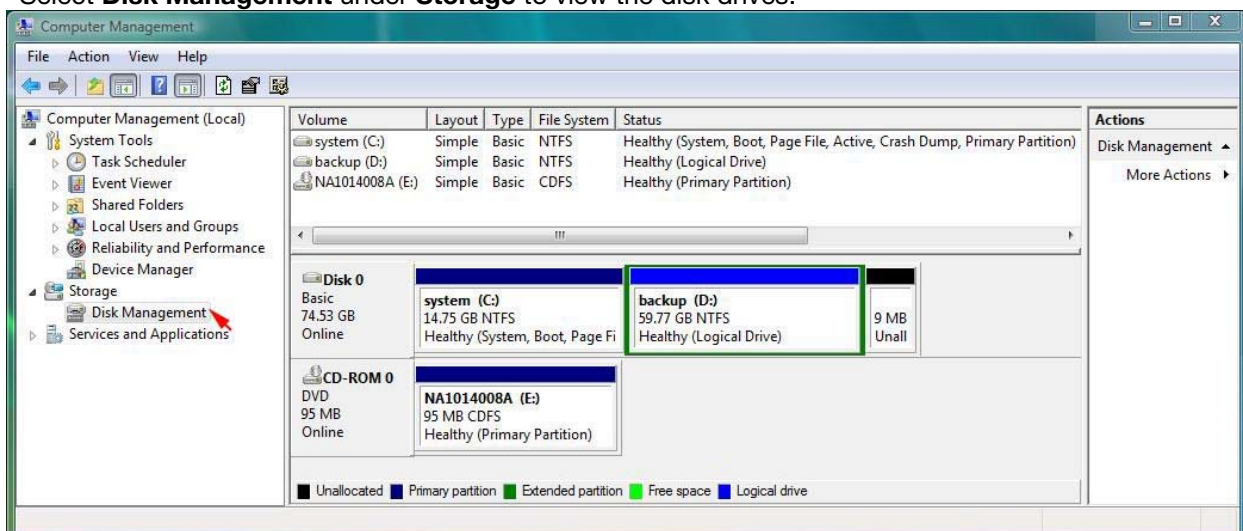 Select Disk Management under Storage to view the disk drives.
Computer Management
File Action View Help
Computer Management (Local)
System Tools
Task Scheduler
Event Viewer
Shared Folders
Local Users and Groups
Reliability and Performance
Device Manager
Storage
Disk Management
Services and Applications
Volume Layout Type File System Status
system (C:) Simple Basic NTFS Healthy (System, Boot, Page File, Active, Crash Dump, Primary Partition)
backup (D:) Simple Basic NTFS Healthy (Logical Drive)
NA1014008A (E:) Simple Basic CDFS Healthy (Primary Partition)
Disk 0
Basic
74.53 GB
Online
system (C:)
14.75 GB NTFS
Healthy (System, Boot, Page Fi
backup (D:)
59.77 GB NTFS
Healthy (Logical Drive)
9 MB
Unall
CD-ROM 0
DVD
95 MB
Online
NA1014008A (E:)
95 MB CDFS
Healthy (Primary Partition)
Unallocated Primary partition Extended partition Free space Logical drive
Actions
Disk Management
More Actions